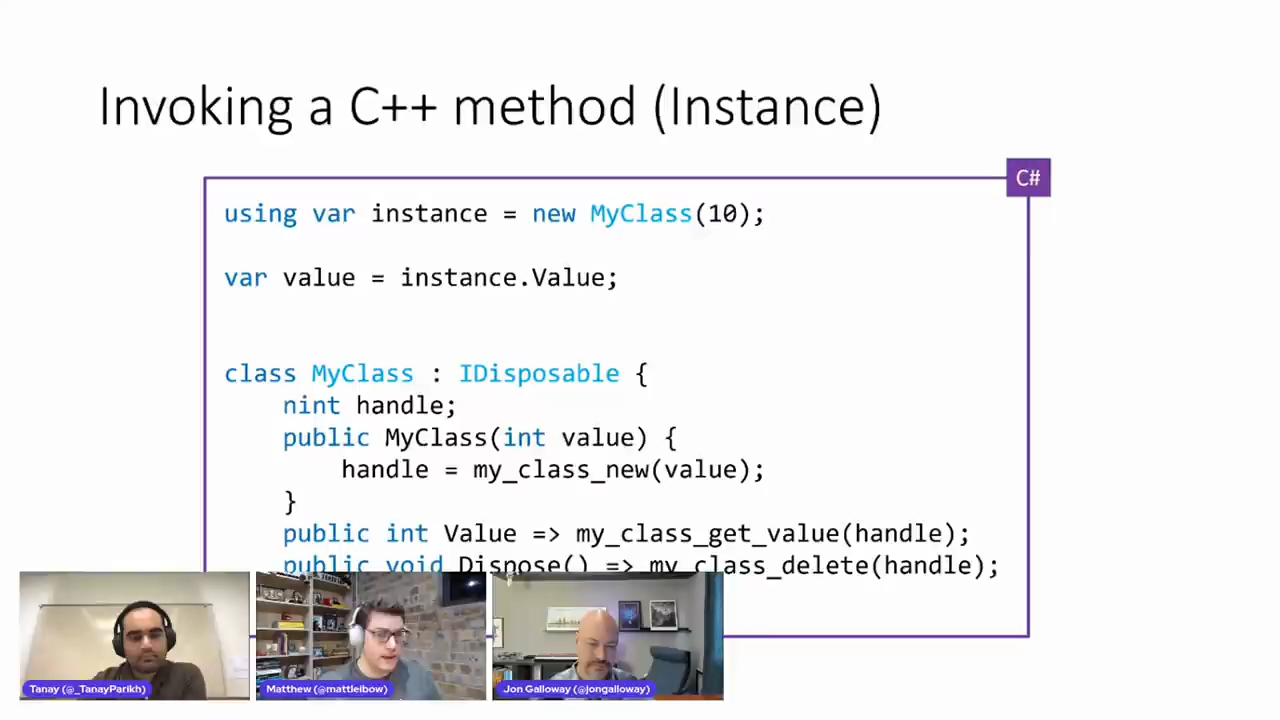 Invoking a C++ method (Instance)
C#
using var instance = new MyClass(10);
var value = instance.Value;
class MyClass : IDisposable {
nint handle;
public MyClass(int value) {
handle = my_class_new(value);
}
public int Value => my_class_get_value(handle);
public void Dispose() => my_class_delete(handle);
Tanay (@_TanayParikh)
Matthew (@mattleibow)
Jon Galloway (@jongalloway)